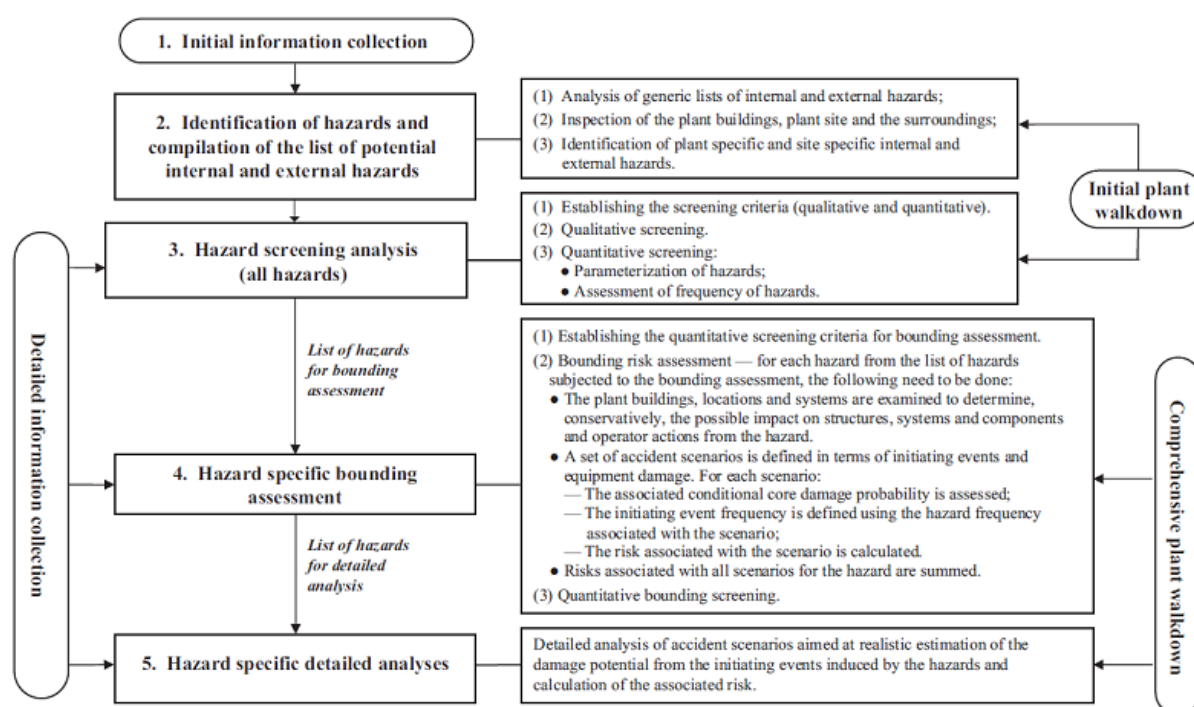 1. Initial information collection
2. Identification of hazards and
compilation of the list of potential
internal and external hazards
(1) Analysis of generic lists of internal and external hazards;
(2) Inspection of the plant buildings, plant site and the surroundings;
(3) Identification of plant specific and site specific internal and
external hazards.
Initial plant
walkdown
3. Hazard screening analysis
(all hazards)
(1) Establishing the screening criteria (qualitative and quantitative).
(2) Qualitative screening.
(3) Quantitative screening:
● Parameterization of hazards;
● Assessment of frequency of hazards.
Detailed information collection
List of hazards
for bounding
assessment
4. Hazard specific bounding
assessment
(1) Establishing the quantitative screening criteria for bounding assessment.
(2) Bounding risk assessment — for each hazard from the list of hazards
subjected to the bounding assessment, the following need to be done:
● The plant buildings, locations and systems are examined to determine,
conservatively, the possible impact on structures, systems and components
and operator actions from the hazard.
● A set of accident scenarios is defined in terms of initiating events and
equipment damage. For each scenario:
— The associated conditional core damage probability is assessed;
— The initiating event frequency is defined using the hazard frequency
associated with the scenario;
— The risk associated with the scenario is calculated.
● Risks associated with all scenarios for the hazard are summed.
(3) Quantitative bounding screening.
Comprehensive plant walkdown
List of hazards
for detailed
analysis
5. Hazard specific detailed analyses
Detailed analysis of accident scenarios aimed at realistic estimation of the
damage potential from the initiating events induced by the hazards and
calculation of the associated risk.